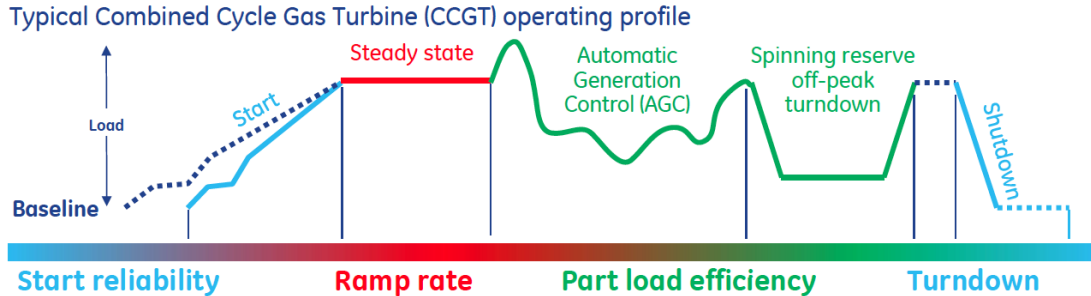 Typical Combined Cycle Gas Turbine (CCGT) operating profile
Load
Start
Steady state
Automatic
Generation
Control (AGC)
Spinning reserve
off-peak
turndown
Shutdown
Baseline
Start reliability
Ramp rate
Part load efficiency
Turndown